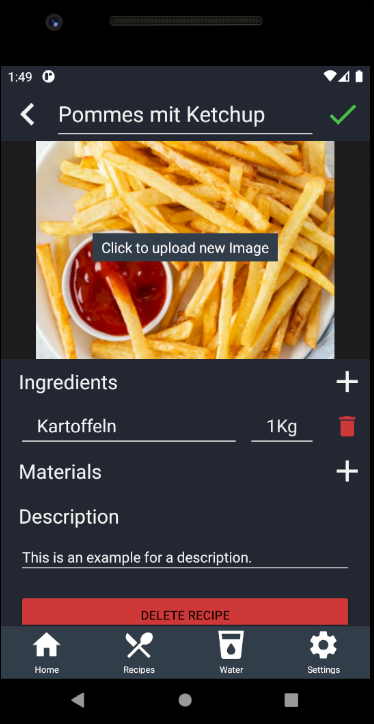 1:49
Pommes mit Ketchup
Click to upload new Image
Ingredients
Kartoffeln 1Kg
Materials
Description
This is an example for a description.
DELETE RECIPE
Home Recipes Water Settings